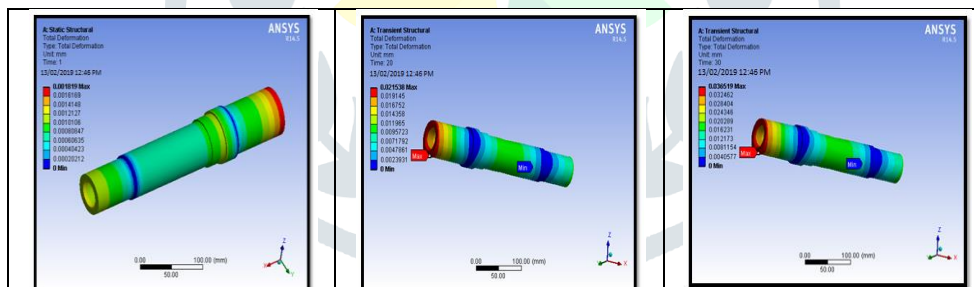 A: Static Structural
Total Deformation
Type: Total Deformation
Unit: mm
Time: 1
13/02/2019 12:46 PM
0.001819 Max
0.0016169
0.0014148
0.0012127
0.0010106
0.00080847
0.00060635
0.00040423
0.00020212
0 Min
ANSYS
R14.5
0.00
100.00 (mm)
50.00
Z
X
Y
A: Transient Structural
Total Deformation
Type: Total Deformation
Unit: mm
Time: 20
13/02/2019 12:46 PM
0.021538 Max
0.019145
0.016752
0.014358
0.011965
0.0095723
0.0071792
0.0047861
0.0023931
0 Min
ANSYS
R14.5
Max
Min
0.00
100.00 (mm)
50.00
Z
X
A: Transient Structural
Total Deformation
Type: Total Deformation
Unit: mm
Time: 30
13/02/2019 12:46 PM
0.036519 Max
0.032462
0.028404
0.024346
0.020289
0.016231
0.012173
0.0081154
0.0040577
0 Min
ANSYS
R14.5
Max
Min
0.00
100.00 (mm)
50.00
Z
X